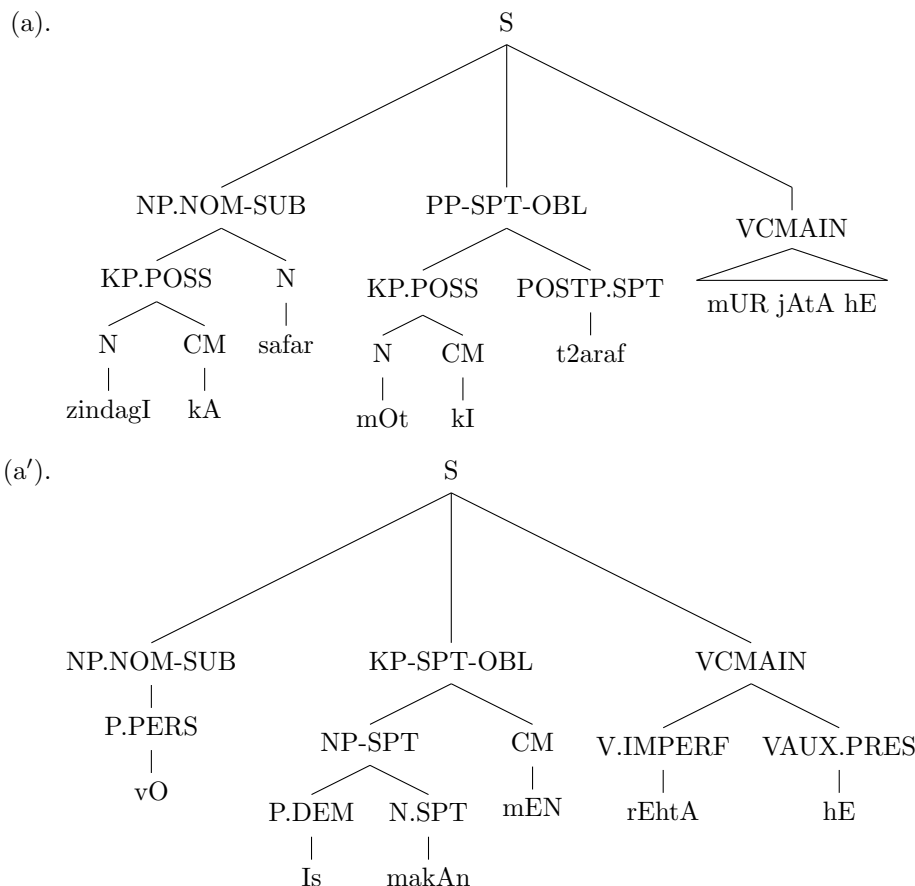 (a). S
NP.NOM-SUB PP-SPT-OBL VCMAIN
KP.POSS N KP.POSS POSTP.SPT mUR jAtA hE
N CM safar N CM t2araf
zindagI kA mOt kI
(a′). S
NP.NOM-SUB KP-SPT-OBL VCMAIN
P.PERS NP-SPT CM V.IMPERF VAUX.PRES
vO P.DEM N.SPT mEN rEhtA hE
Is makAn